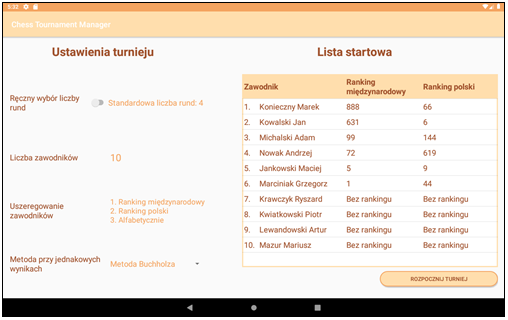 5:35
Chess Tournament Manager
Ustawienia turnieju
Ręczny wybór liczby
rund
Standardowa liczba rund: 4
Liczba zawodników
10
Uszeregowanie
zawodników
1. Ranking międzynarodowy
2. Ranking polski
3. Alfabetycznie
Metoda przy jednakowych
wynikach
Metoda Buchholza
Lista startowa
Zawodnik Ranking międzynarodowy Ranking polski
1. Konieczny Marek 888 66
2. Kowalski Jan 631 6
3. Michalski Adam 99 144
4. Nowak Andrzej 72 619
5. Jankowski Maciej 5 9
6. Marciniak Grzegorz 1 44
7. Krawczyk Ryszard Bez rankingu Bez rankingu
8. Kwiatkowski Piotr Bez rankingu Bez rankingu
9. Lewandowski Artur Bez rankingu Bez rankingu
10. Mazur Mariusz Bez rankingu Bez rankingu
ROZPOCZNIJ TURNIEJ